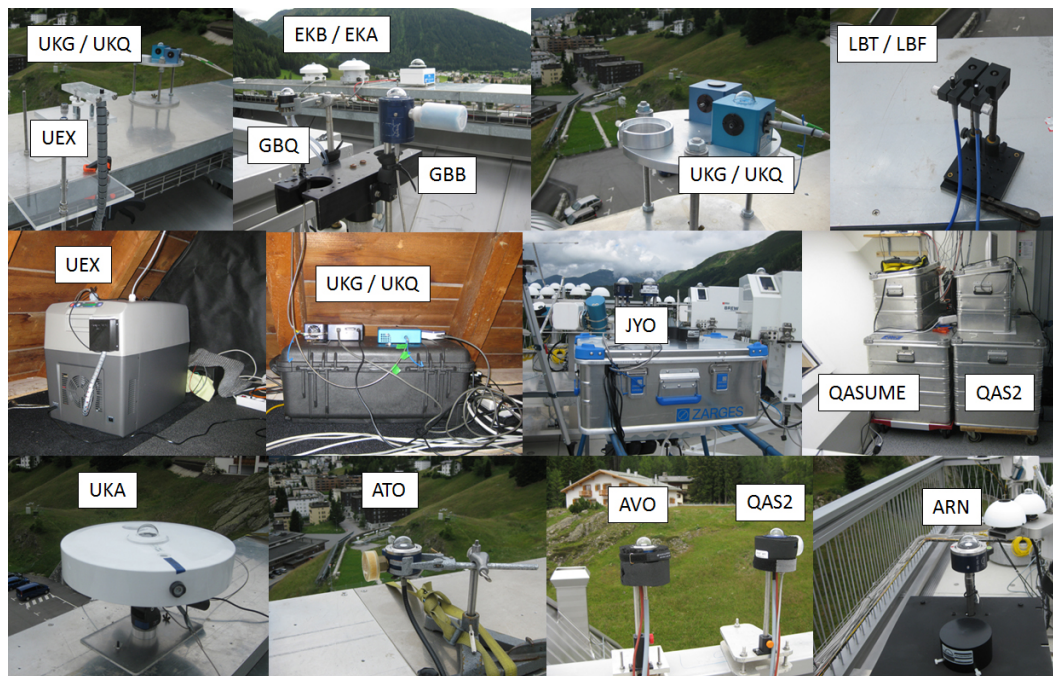 UKG / UKQ
UEX
EKB / EKA
GBQ
GBB
UKG / UKQ
LBT / LBF
UEX
UKG / UKQ
JYO
ZARGES
QASUME
QAS2
UKA
ATO
AVO
QAS2
ARN